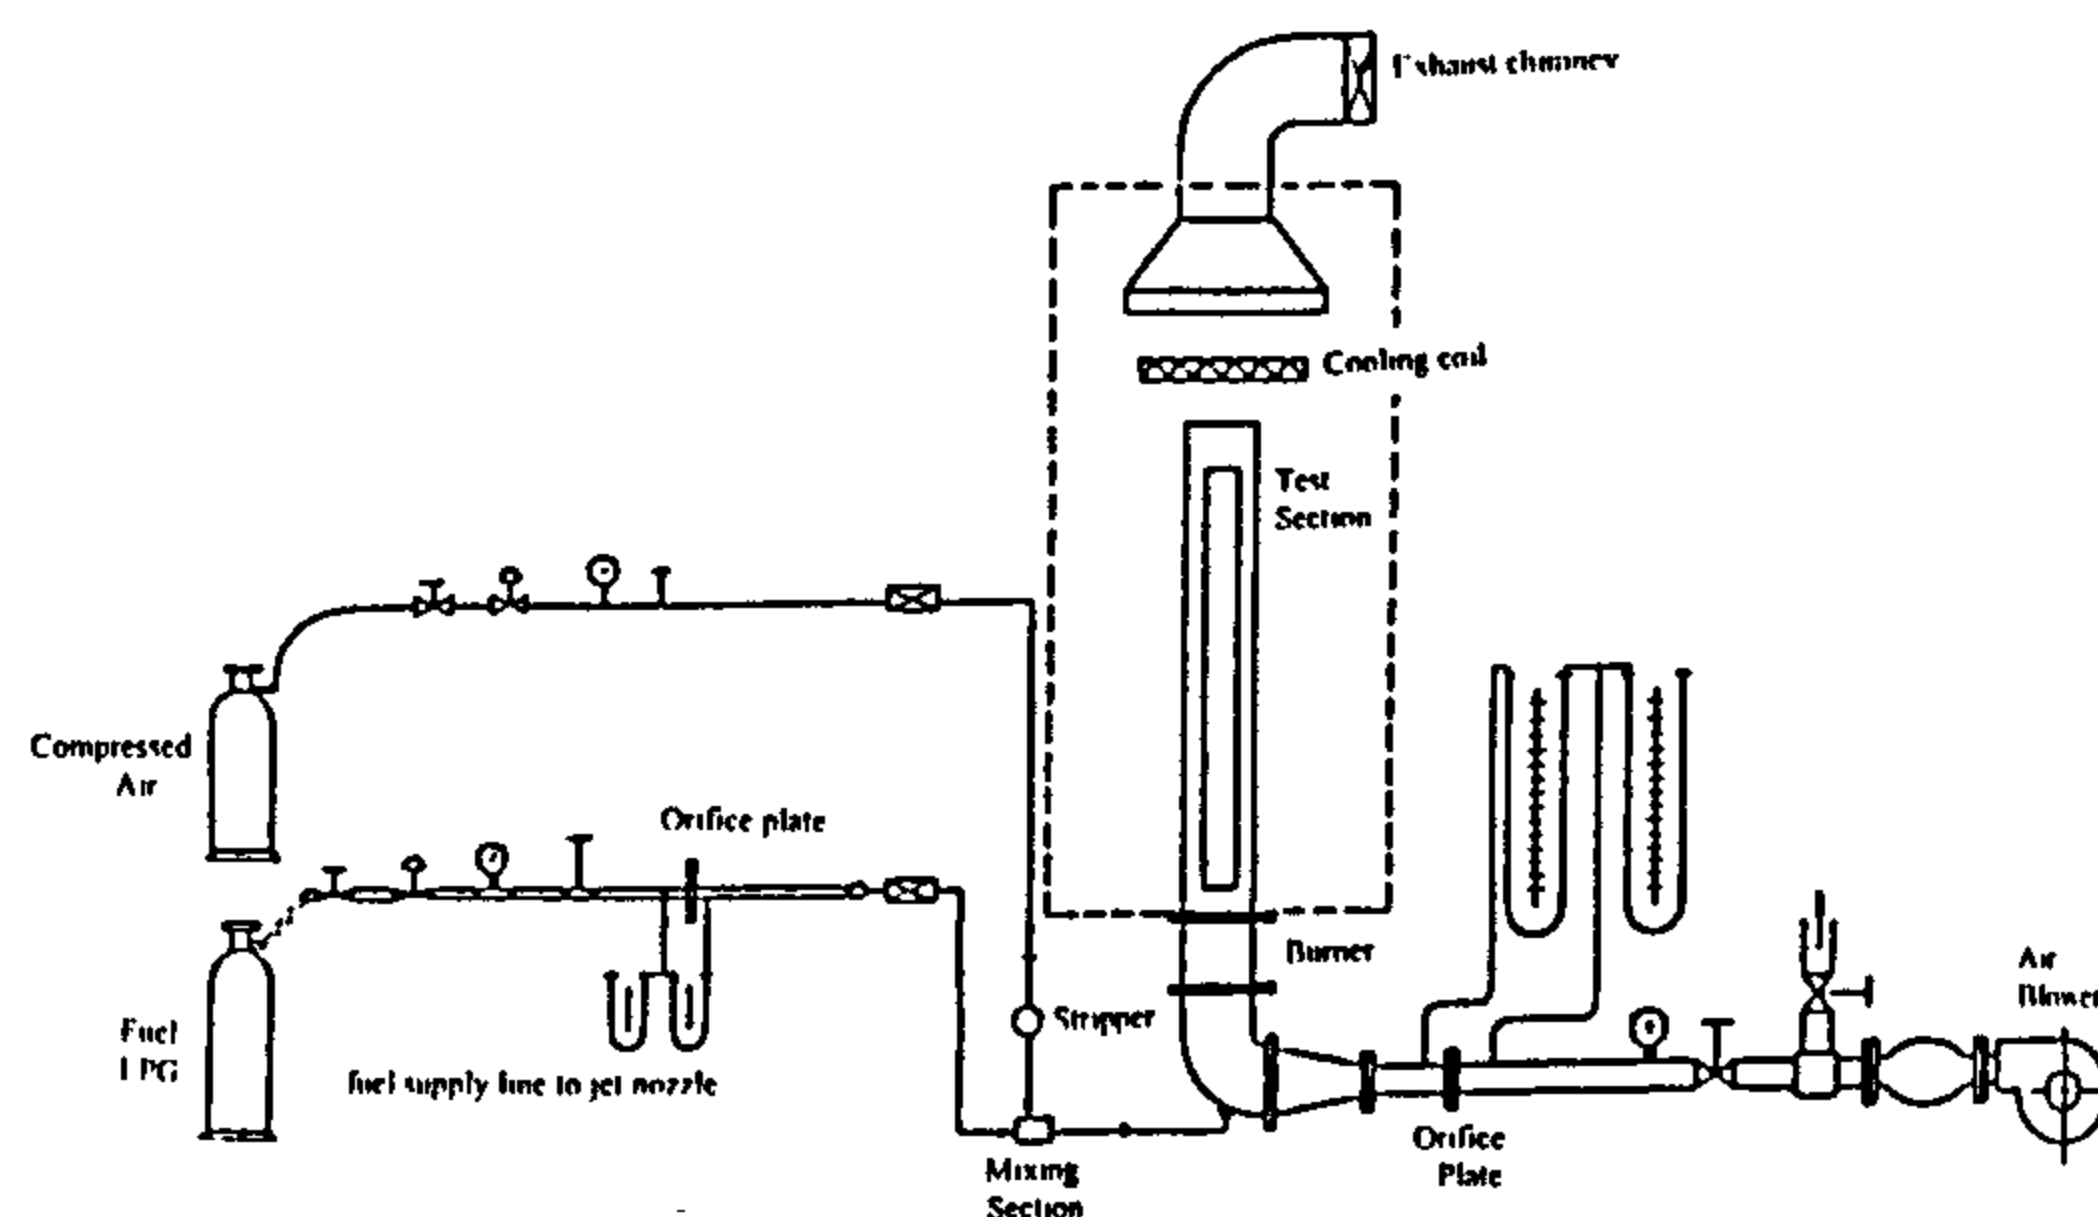 Exhaust chimney
Cooling coil
Test
Section
Compressed
Air
Orifice plate
Burner
Air
Blower
Fuel
LPG
Stripper
fuel supply line to jet nozzle
Orifice
Plate
Mixing
Section